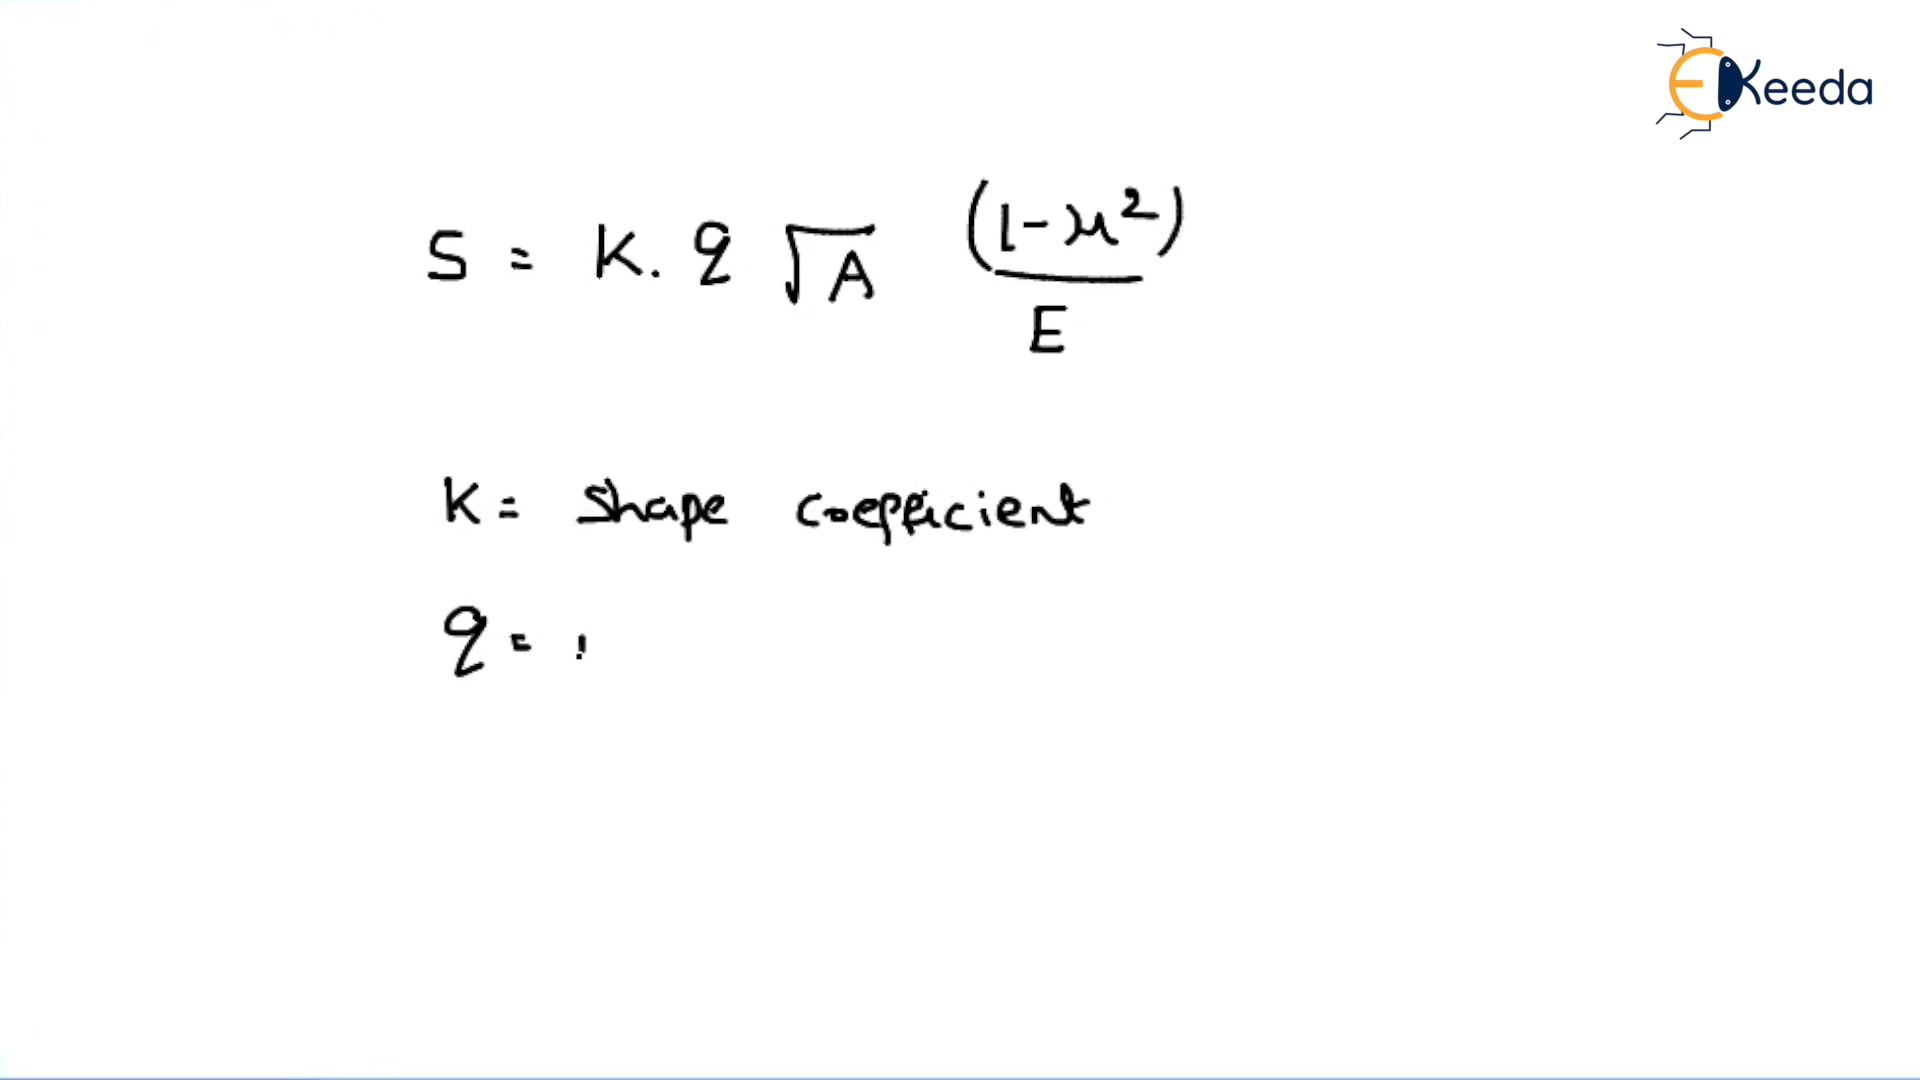 EKeeda
S = K. q √A (1-μ²)/E
K = shape coefficient
q =